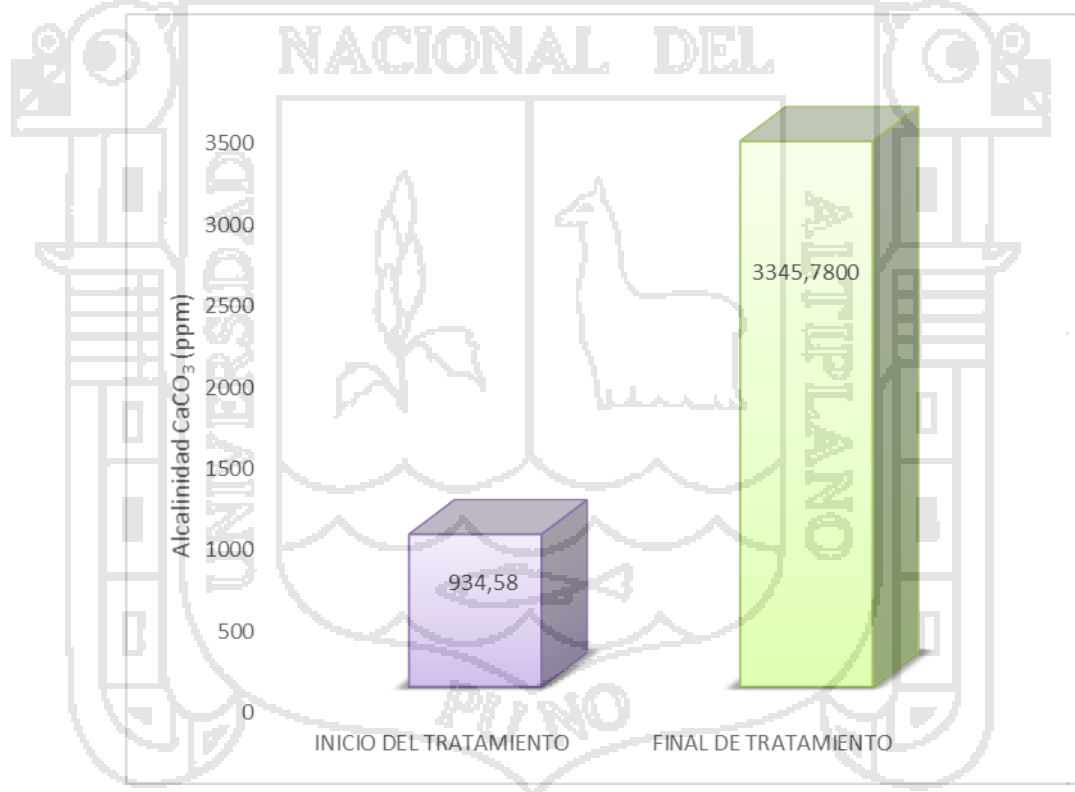 NACIONAL DEL
UNIVERSIDAD
ALTIPLANO
PUNO
Alcalinidad CaCO₃ (ppm)
3500
3000
2500
2000
1500
1000
500
0
934,58
3345,7800
INICIO DEL TRATAMIENTO
FINAL DE TRATAMIENTO